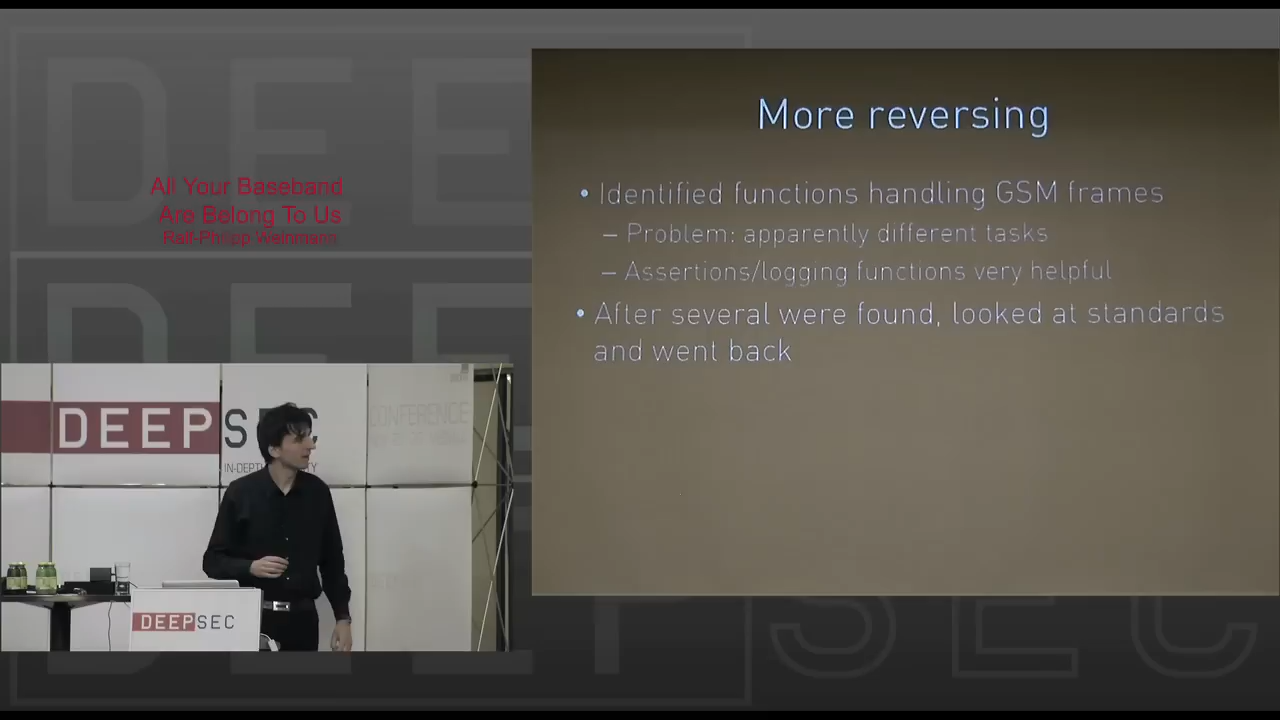 All Your Baseband
Are Belong To Us
Ralf-Philipp Weinmann
More reversing
• Identified functions handling GSM frames
– Problem: apparently different tasks
– Assertions/logging functions very helpful
• After several were found, looked at standards
and went back
DEEPSEC
CONFERENCE
DEEPSEC